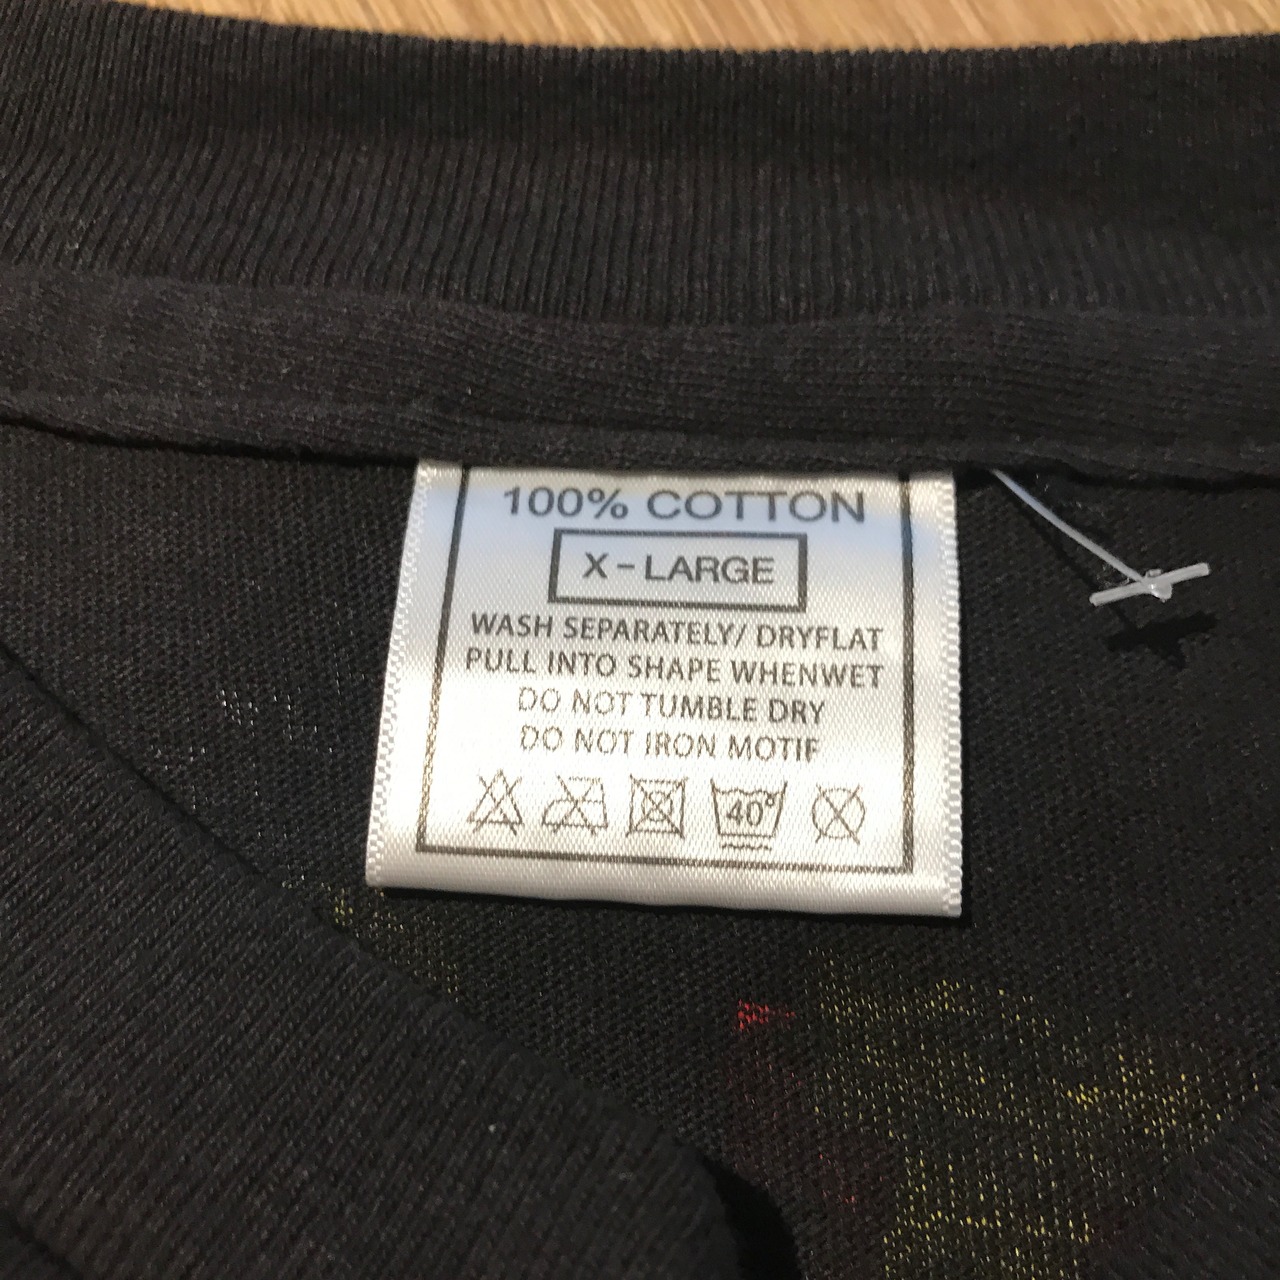 100% COTTON
X-LARGE
WASH SEPARATELY/ DRYFLAT
PULL INTO SHAPE WHENWET
DO NOT TUMBLE DRY
DO NOT IRON MOTIF
40°